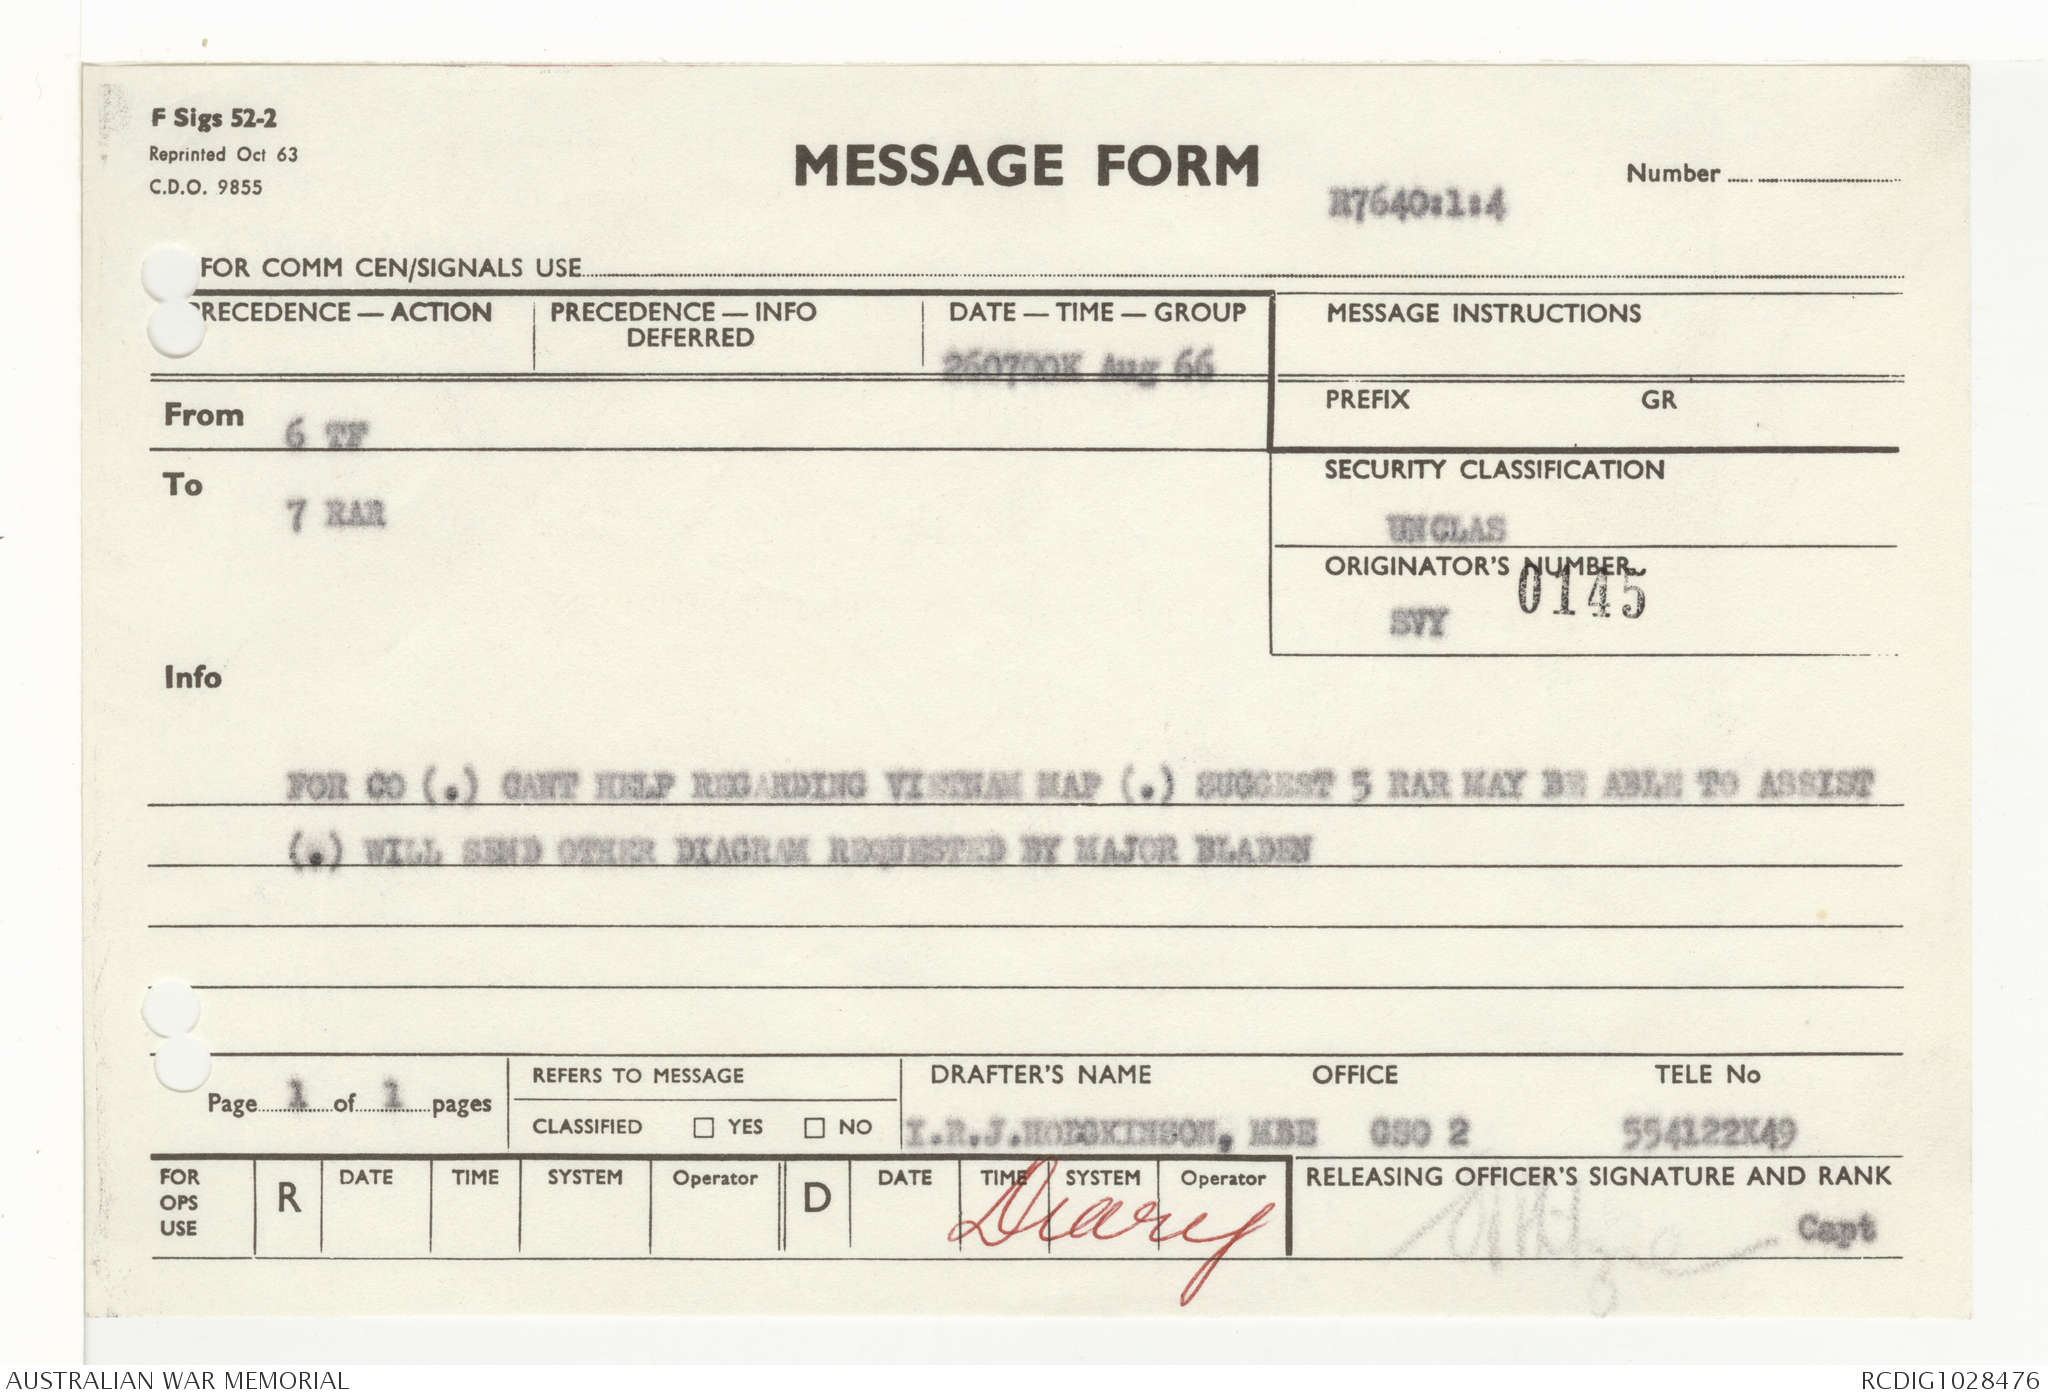 F Sigs 52-2
Reprinted Oct 63
C.D.O. 9855
MESSAGE FORM
Number
R7640:1:4
FOR COMM CEN/SIGNALS USE
PRECEDENCE — ACTION
PRECEDENCE — INFO
DEFERRED
DATE — TIME — GROUP
260700K Aug 66
MESSAGE INSTRUCTIONS
PREFIX GR
From 6 TF
To
7 RAR
SECURITY CLASSIFICATION
UNCLAS
ORIGINATOR'S NUMBER
SVY 0145
Info
FOR CO (.) CANT HELP REGARDING VIETNAM MAP (.) SUGGEST 5 RAR MAY BE ABLE TO ASSIST
(.) WILL SEND OTHER DIAGRAM REQUESTED BY MAJOR BLADEN
Page 1 of 1 pages
REFERS TO MESSAGE
CLASSIFIED YES NO
DRAFTER'S NAME OFFICE TELE No
I.R.J.HODGKINSON, MBE GSO 2 554122X49
FOR OPS USE
R DATE TIME SYSTEM Operator
D DATE TIME SYSTEM Operator
Diary
RELEASING OFFICER'S SIGNATURE AND RANK
Capt
AUSTRALIAN WAR MEMORIAL
RCDIG1028476